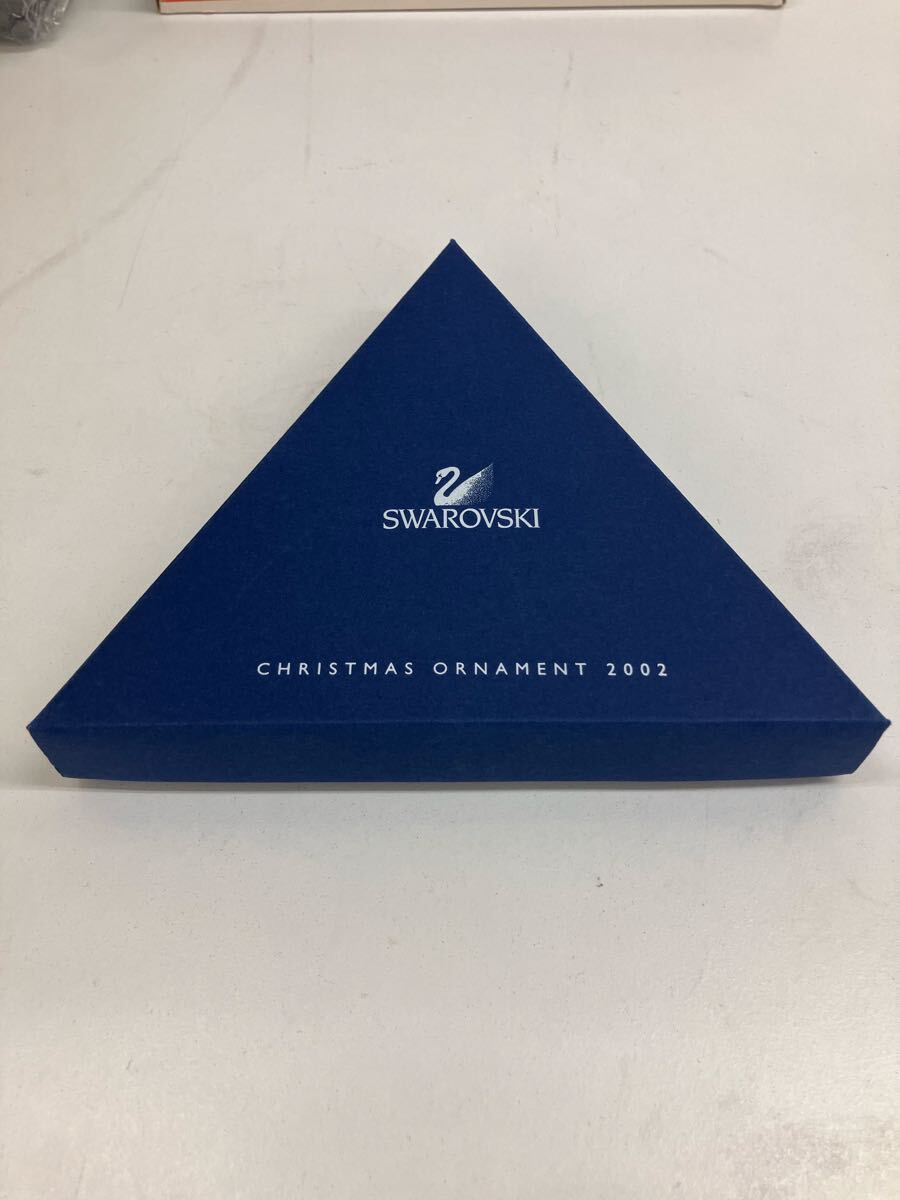 SWAROVSKI
CHRISTMAS ORNAMENT 2002